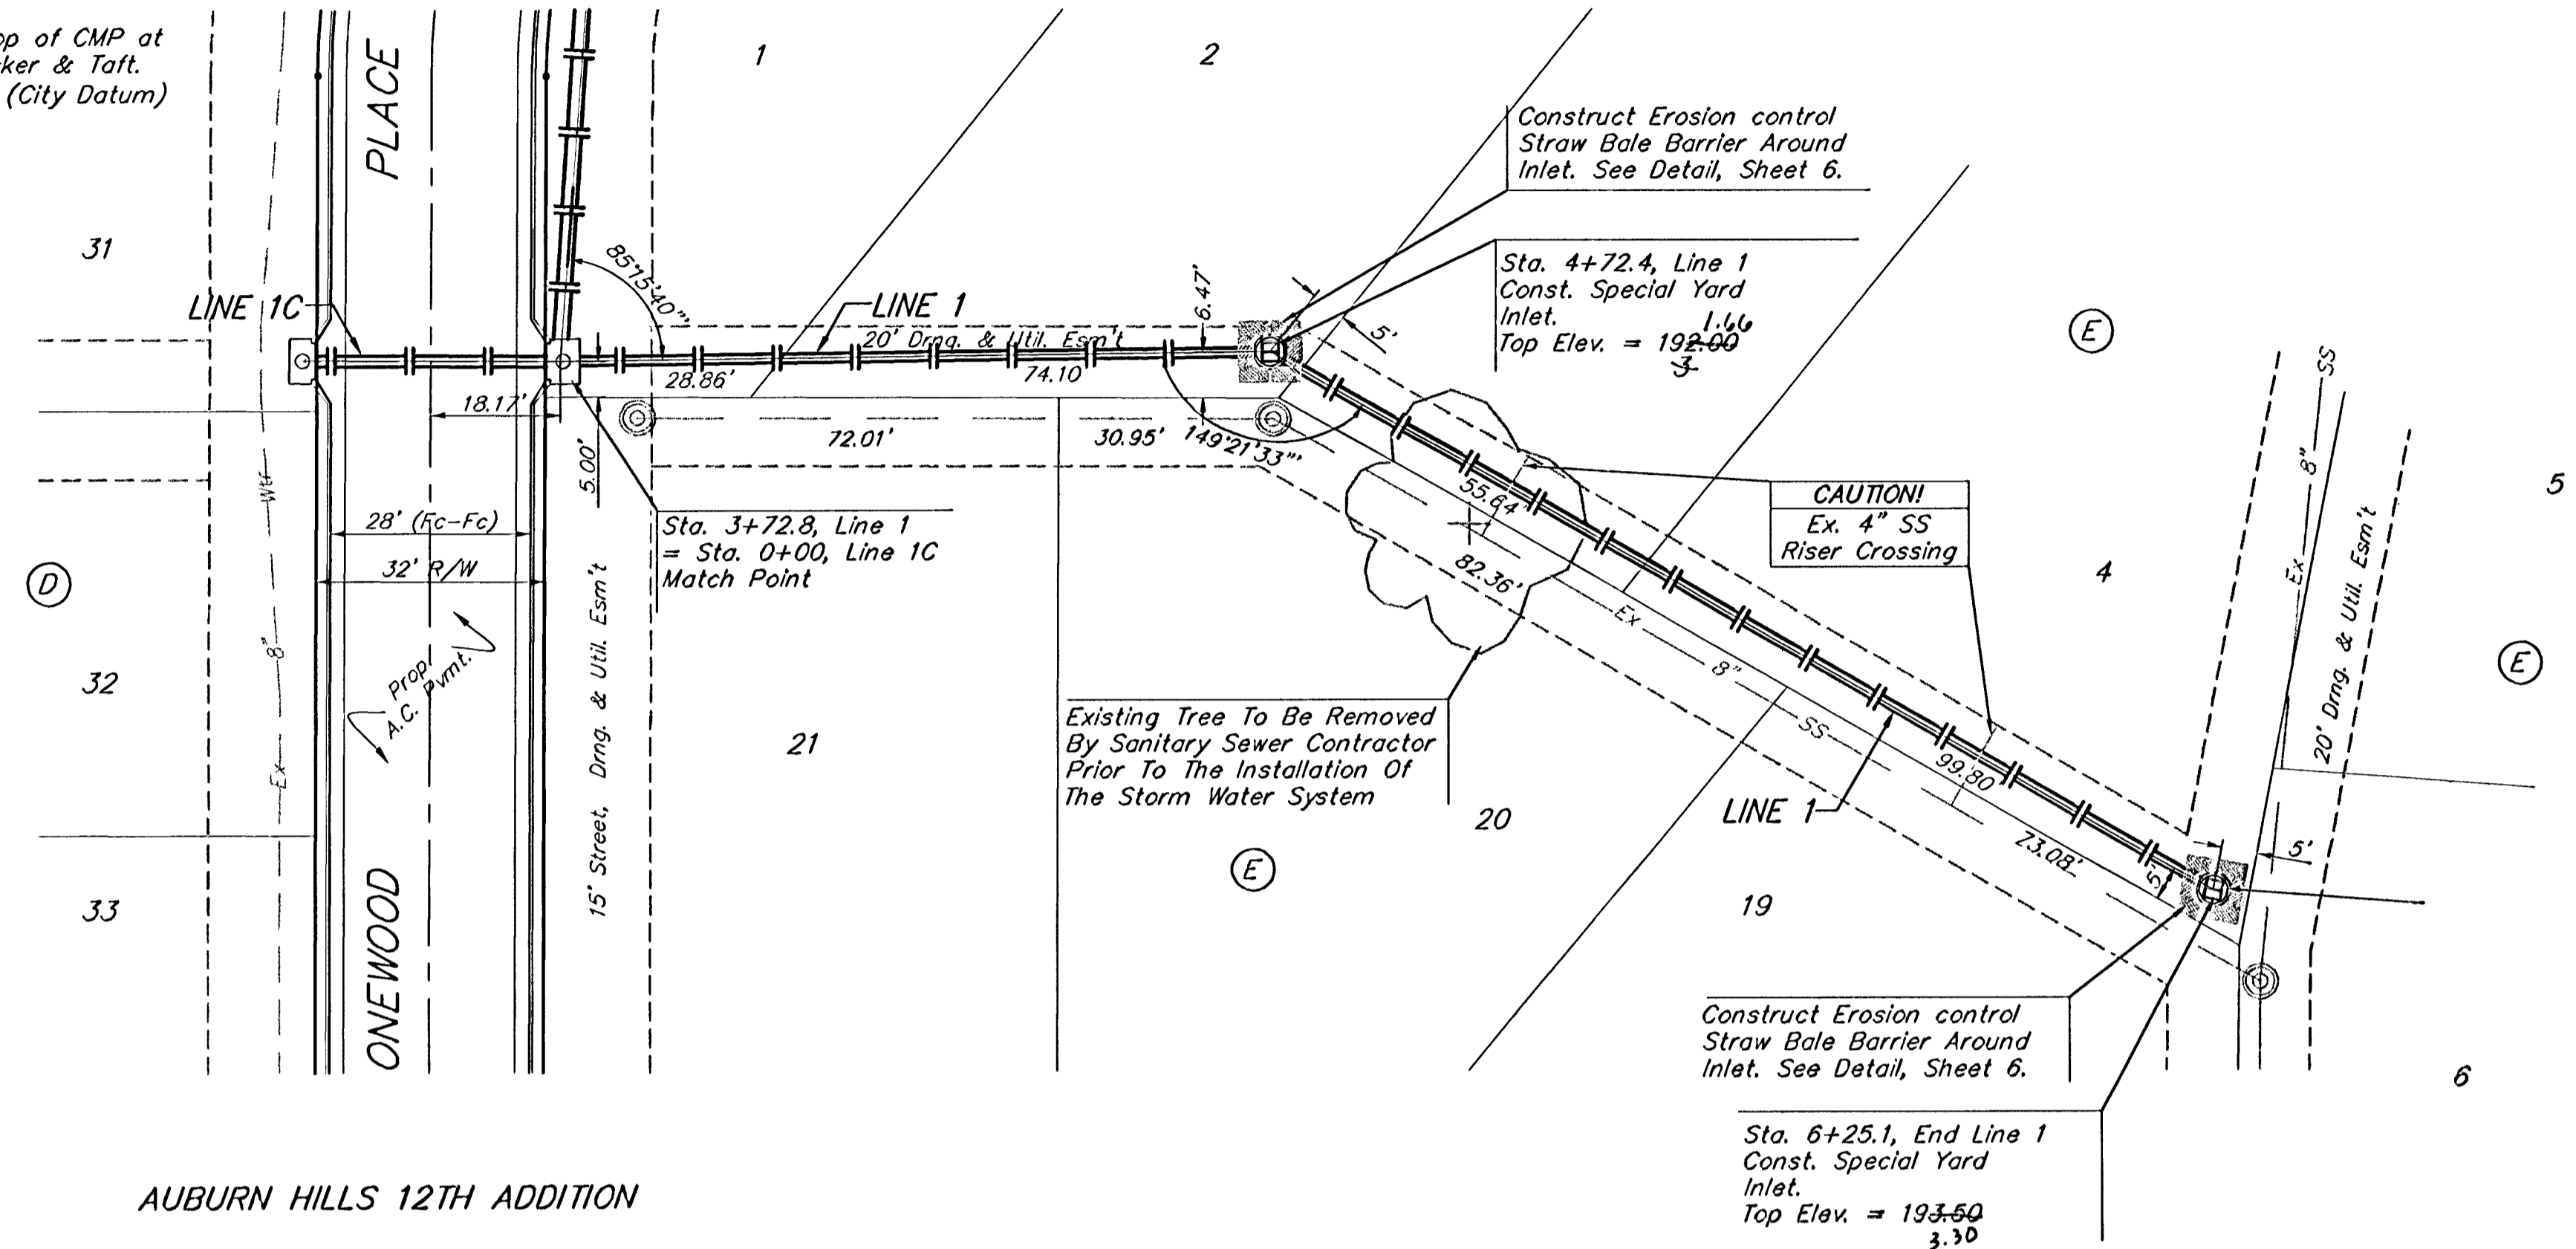 op of CMP at
ker & Taft.
(City Datum)
PLACE
1
2
Construct Erosion control
Straw Bale Barrier Around
Inlet. See Detail, Sheet 6.
31
85°15'40"
LINE 1C
LINE 1
6.47'
20' Drng. & Util. Esm't
5'
Sta. 4+72.4, Line 1
Const. Special Yard
Inlet.
1.66
Top Elev. = 192.00
3
E
28.86'
74.10
18.17'
72.01'
30.95'
149°21'33"
5.00'
Wtr
SS
8"
Ex
5
55.64'
CAUTION!
Ex. 4" SS
Riser Crossing
28' (Fc-Fc)
Sta. 3+72.8, Line 1
= Sta. 0+00, Line 1C
Match Point
32' R/W
D
82.36'
4
20' Drng. & Util. Esm't
15' Street, Drng. & Util. Esm't
Ex
8"
SS
8"
Ex
32
Prop.
A.C. Pvmt.
21
E
Existing Tree To Be Removed
By Sanitary Sewer Contractor
Prior To The Installation Of
The Storm Water System
99.80'
LINE 1
20
23.08'
5'
5'
E
33
19
ONEWOOD
Construct Erosion control
Straw Bale Barrier Around
Inlet. See Detail, Sheet 6.
6
Sta. 6+25.1, End Line 1
Const. Special Yard
Inlet.
Top Elev. = 193.50
3.30
AUBURN HILLS 12TH ADDITION